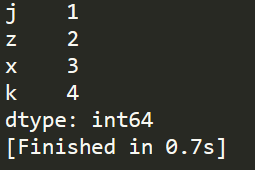 j    1
z    2
x    3
k    4
dtype: int64
[Finished in 0.7s]